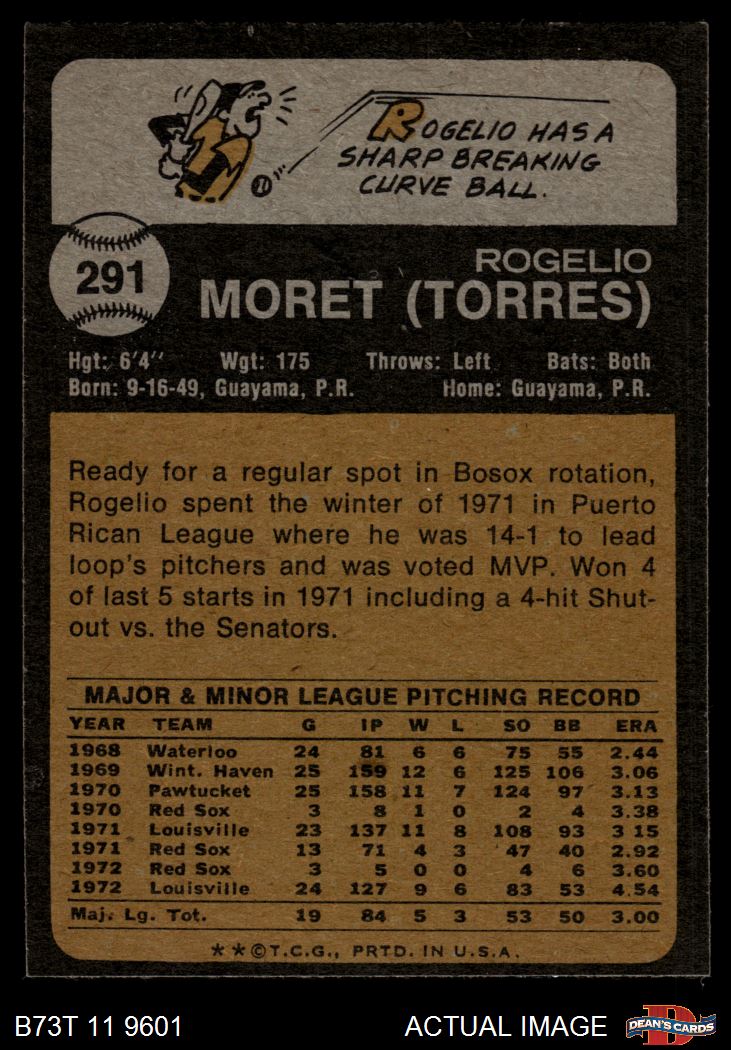 ROGELIO HAS A
SHARP BREAKING
CURVE BALL.
291
ROGELIO
MORET (TORRES)
Hgt: 6'4" Wgt: 175 Throws: Left Bats: Both
Born: 9-16-49, Guayama, P.R. Home: Guayama, P.R.
Ready for a regular spot in Bosox rotation,
Rogelio spent the winter of 1971 in Puerto
Rican League where he was 14-1 to lead
loop's pitchers and was voted MVP. Won 4
of last 5 starts in 1971 including a 4-hit Shut-
out vs. the Senators.
MAJOR & MINOR LEAGUE PITCHING RECORD
YEAR TEAM G IP W L SO BB ERA
1968 Waterloo 24 81 6 6 75 55 2.44
1969 Wint. Haven 25 159 12 6 125 106 3.06
1970 Pawtucket 25 158 11 7 124 97 3.13
1970 Red Sox 3 8 1 0 2 4 3.38
1971 Louisville 23 137 11 8 108 93 3 15
1971 Red Sox 13 71 4 3 47 40 2.92
1972 Red Sox 3 5 0 0 4 6 3.60
1972 Louisville 24 127 9 6 83 53 4.54
Maj. Lg. Tot. 19 84 5 3 53 50 3.00
**©T.C.G., PRTD. IN U.S.A.
B73T 11 9601 ACTUAL IMAGE DEAN'S CARDS